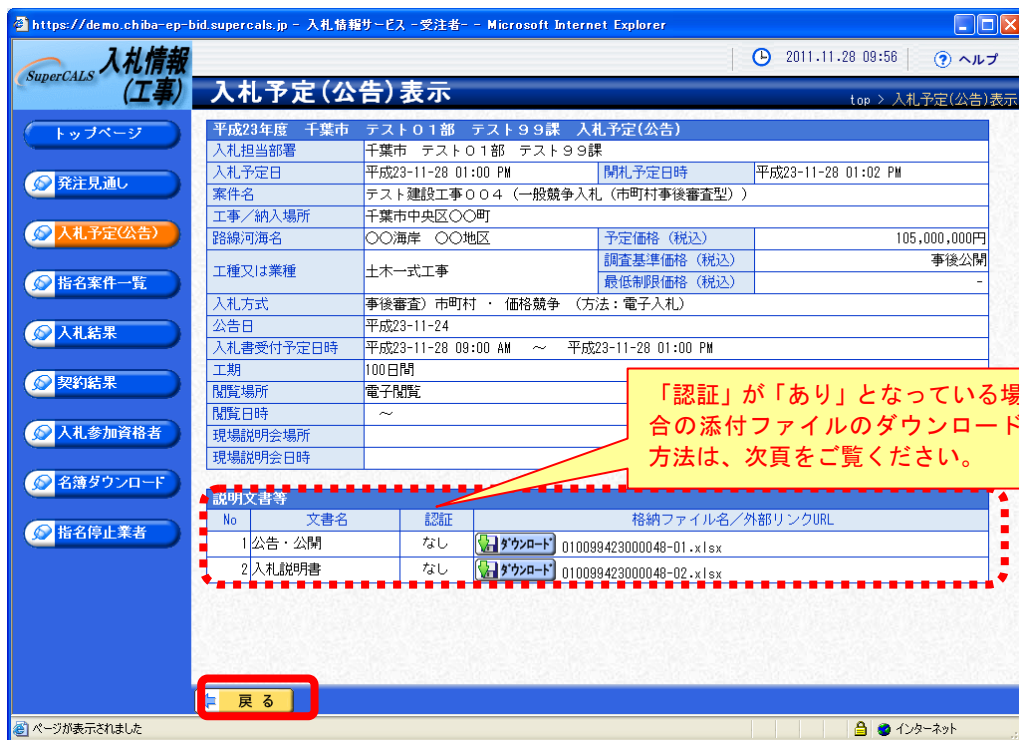 https://demo.chiba-ep-bid.supercals.jp - 入札情報サービス -受注者- - Microsoft Internet Explorer
SuperCALS 入札情報
(工事)
2011.11.28 09:56 ヘルプ
入札予定(公告)表示
top > 入札予定(公告)表示
トップページ
発注見通し
入札予定(公告)
指名案件一覧
入札結果
契約結果
入札参加資格者
名簿ダウンロード
指名停止業者
平成23年度 千葉市 テスト０１部 テスト９９課 入札予定(公告)
入札担当部署 千葉市 テスト０１部 テスト９９課
入札予定日 平成23-11-28 01:00 PM 開札予定日時 平成23-11-28 01:02 PM
案件名 テスト建設工事００４（一般競争入札（市町村事後審査型））
工事／納入場所 千葉市中央区○○町
路線河海名 ○○海岸 ○○地区 予定価格（税込） 105,000,000円
工種又は業種 土木一式工事 調査基準価格（税込） 事後公開
最低制限価格（税込） -
入札方式 事後審査）市町村 ・ 価格競争 （方法：電子入札）
公告日 平成23-11-24
入札書受付予定日時 平成23-11-28 09:00 AM ～ 平成23-11-28 01:00 PM
工期 100日間
閲覧場所 電子閲覧
閲覧日時 ～
現場説明会場所
現場説明会日時
「認証」が「あり」となっている場
合の添付ファイルのダウンロード
方法は、次頁をご覧ください。
説明文書等
No 文書名 認証 格納ファイル名／外部リンクURL
1 公告・公開 なし ダウンロード 010099423000048-01.xlsx
2 入札説明書 なし ダウンロード 010099423000048-02.xlsx
戻る
ページが表示されました インターネット